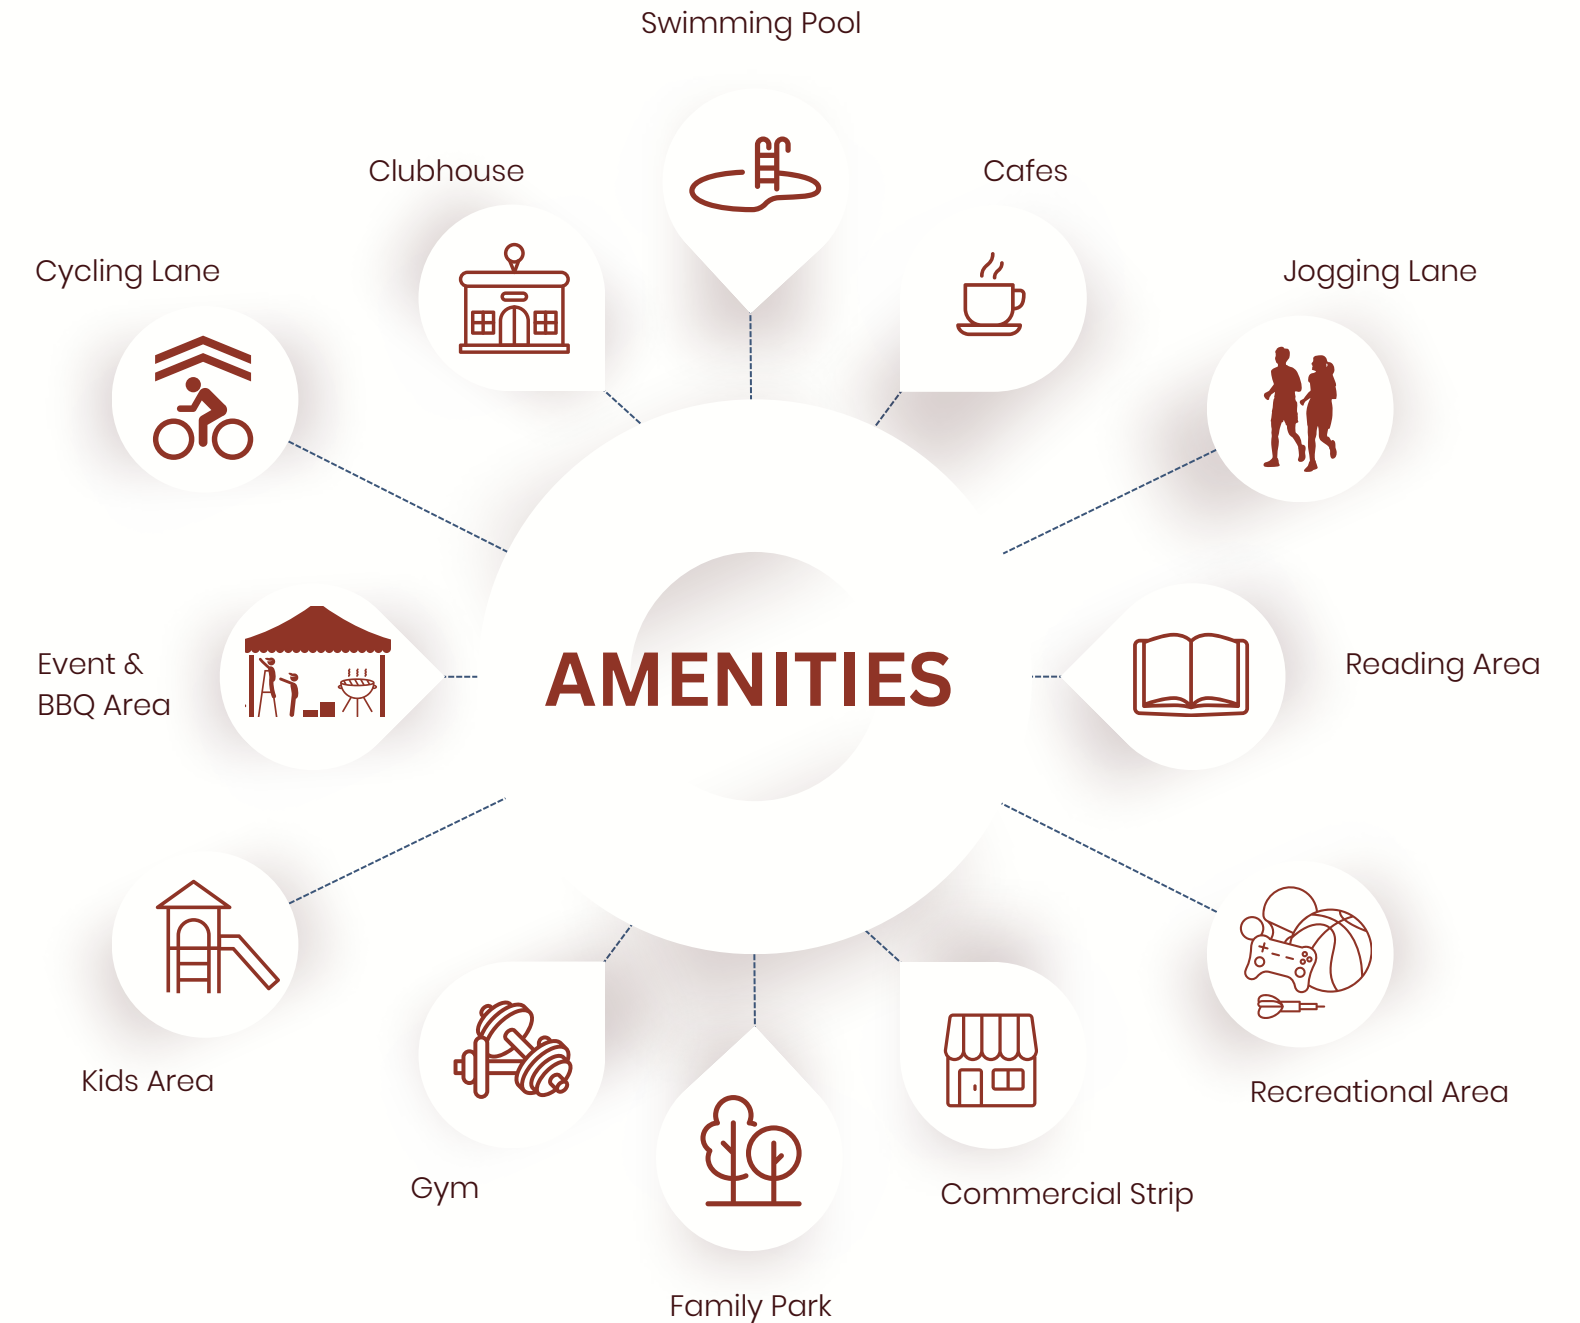 Swimming Pool
Clubhouse
Cafes
Cycling Lane
Jogging Lane
Event &
BBQ Area
AMENITIES
Reading Area
Kids Area
Recreational Area
Gym
Commercial Strip
Family Park